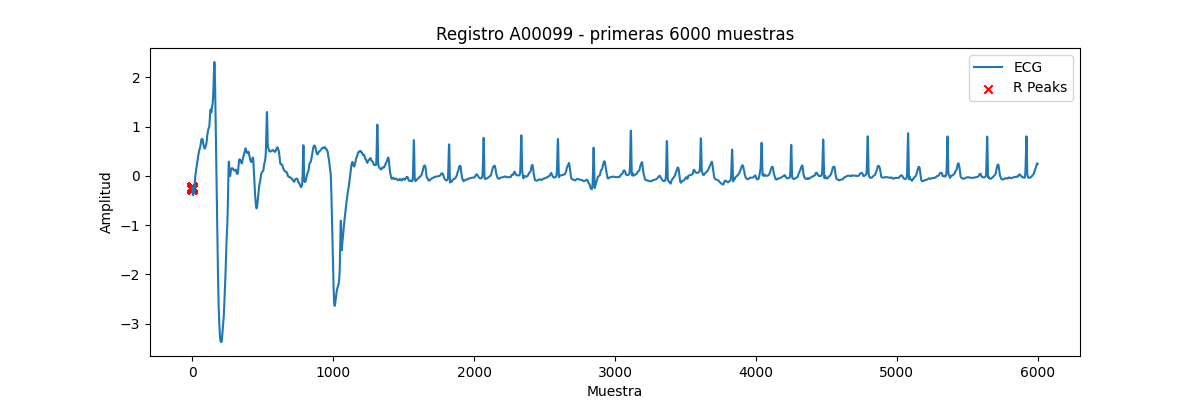 Registro A00099 - primeras 6000 muestras
ECG
R Peaks
Amplitud
2
1
0
−1
−2
−3
0
1000
2000
3000
4000
5000
6000
Muestra